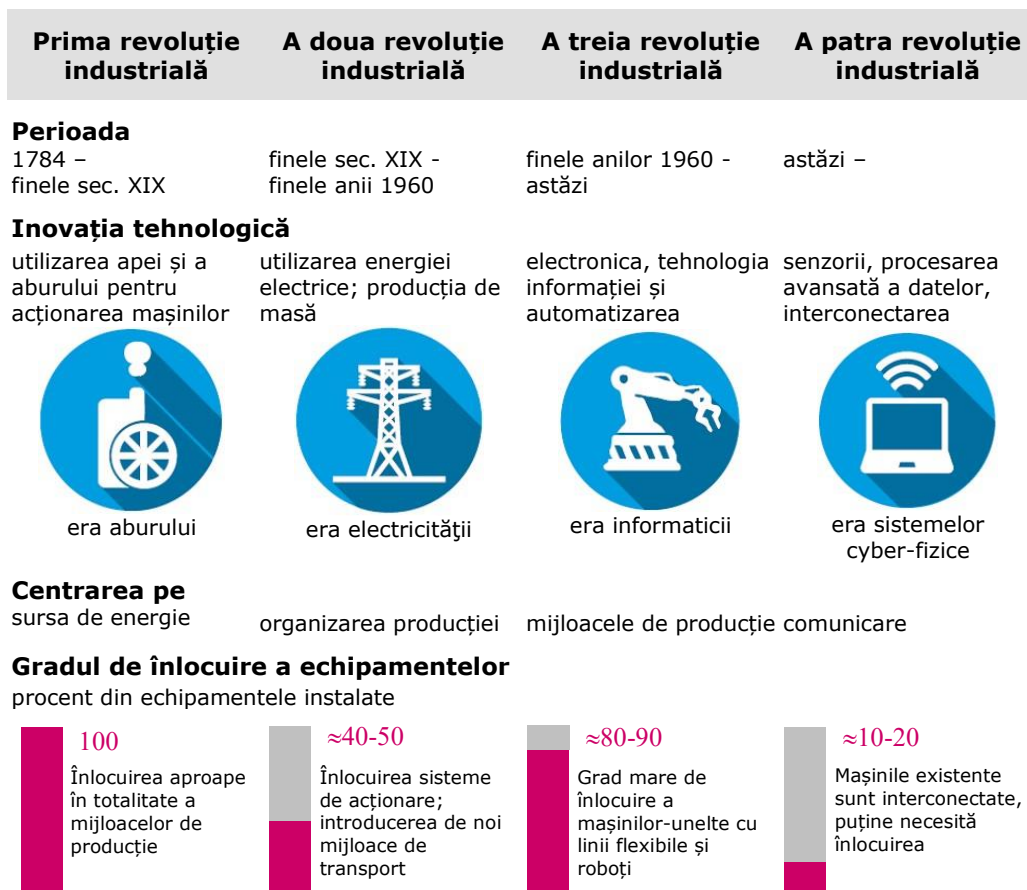 Prima revoluție
industrială
A doua revoluție
industrială
A treia revoluție
industrială
A patra revoluție
industrială
Perioada
1784 –
finele sec. XIX
finele sec. XIX -
finele anii 1960
finele anilor 1960 -
astăzi
astăzi –
Inovația tehnologică
utilizarea apei și a
aburului pentru
acționarea mașinilor
utilizarea energiei
electrice; producția de
masă
electronica, tehnologia
informației și
automatizarea
senzorii, procesarea
avansată a datelor,
interconectarea
era aburului
era electricităţii
era informaticii
era sistemelor
cyber-fizice
Centrarea pe
sursa de energie
organizarea producției
mijloacele de producție
comunicare
Gradul de înlocuire a echipamentelor
procent din echipamentele instalate
100
Înlocuirea aproape
în totalitate a
mijloacelor de
producție
≈40-50
Înlocuirea sisteme
de acționare;
introducerea de noi
mijloace de
transport
≈80-90
Grad mare de
înlocuire a
mașinilor-unelte cu
linii flexibile și
roboți
≈10-20
Mașinile existente
sunt interconectate,
puține necesită
înlocuirea